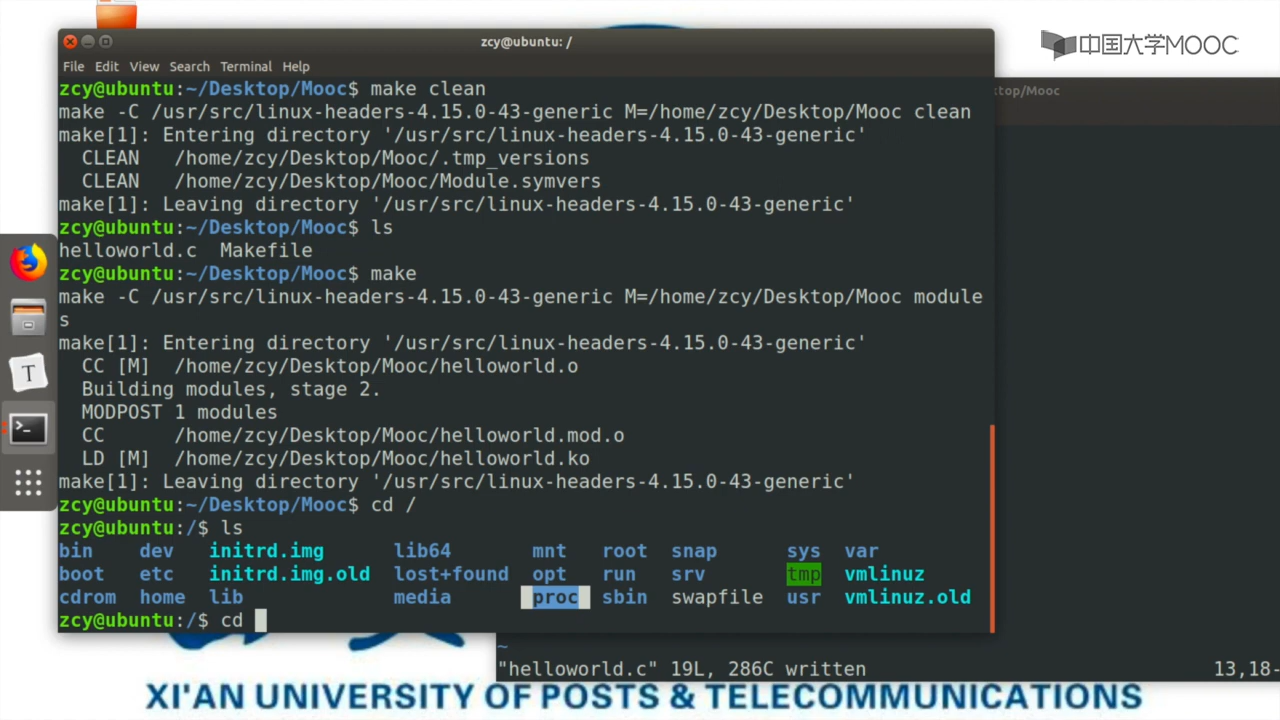 中国大学MOOC
zcy@ubuntu: /
File Edit View Search Terminal Help
ktop/Mooc
zcy@ubuntu:~/Desktop/Mooc$ make clean
make -C /usr/src/linux-headers-4.15.0-43-generic M=/home/zcy/Desktop/Mooc clean
make[1]: Entering directory '/usr/src/linux-headers-4.15.0-43-generic'
CLEAN /home/zcy/Desktop/Mooc/.tmp_versions
CLEAN /home/zcy/Desktop/Mooc/Module.symvers
make[1]: Leaving directory '/usr/src/linux-headers-4.15.0-43-generic'
zcy@ubuntu:~/Desktop/Mooc$ ls
helloworld.c Makefile
zcy@ubuntu:~/Desktop/Mooc$ make
make -C /usr/src/linux-headers-4.15.0-43-generic M=/home/zcy/Desktop/Mooc module
s
make[1]: Entering directory '/usr/src/linux-headers-4.15.0-43-generic'
CC [M] /home/zcy/Desktop/Mooc/helloworld.o
Building modules, stage 2.
MODPOST 1 modules
CC /home/zcy/Desktop/Mooc/helloworld.mod.o
LD [M] /home/zcy/Desktop/Mooc/helloworld.ko
make[1]: Leaving directory '/usr/src/linux-headers-4.15.0-43-generic'
zcy@ubuntu:~/Desktop/Mooc$ cd /
zcy@ubuntu:/$ ls
bin dev initrd.img lib64 mnt root snap sys var
boot etc initrd.img.old lost+found opt run srv tmp vmlinuz
cdrom home lib media proc sbin swapfile usr vmlinuz.old
zcy@ubuntu:/$ cd
~
"helloworld.c" 19L, 286C written 13,18-
XI'AN UNIVERSITY OF POSTS & TELECOMMUNICATIONS